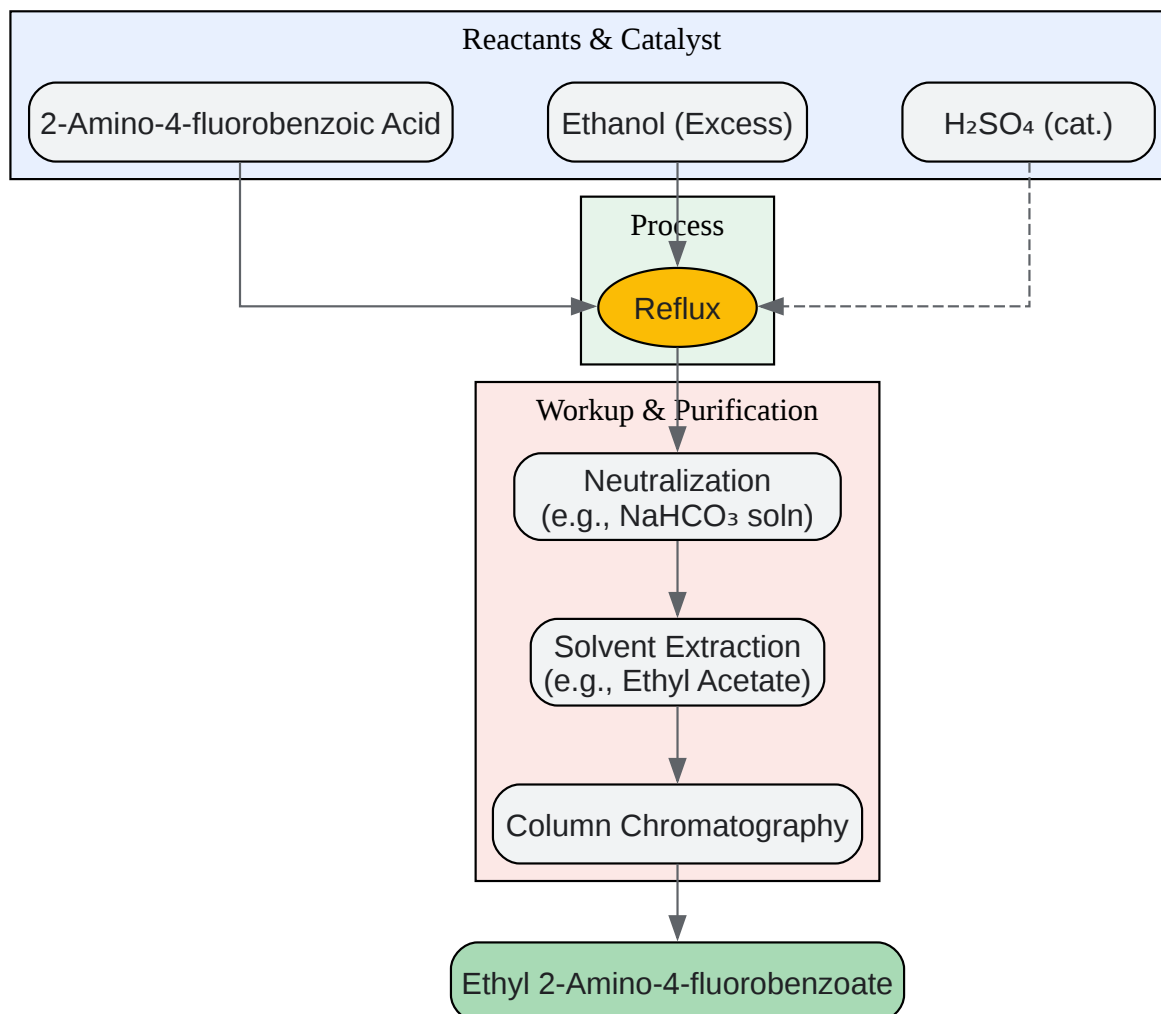 Reactants & Catalyst
2-Amino-4-fluorobenzoic Acid
Ethanol (Excess)
H₂SO₄ (cat.)
Process
Reflux
Workup & Purification
Neutralization
(e.g., NaHCO₃ soln)
Solvent Extraction
(e.g., Ethyl Acetate)
Column Chromatography
Ethyl 2-Amino-4-fluorobenzoate